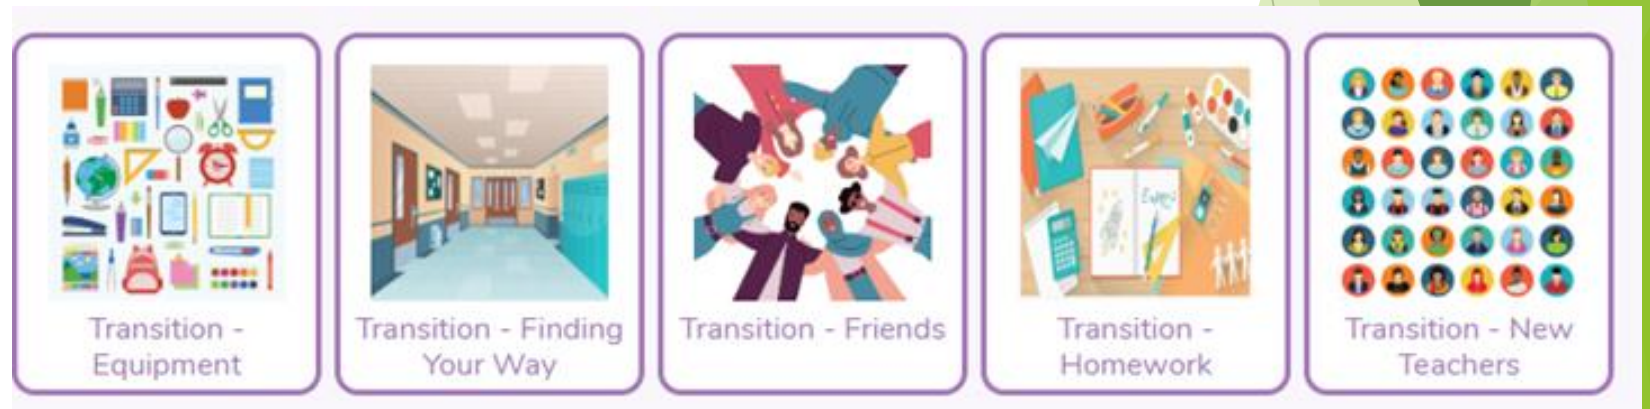 Transition -
Equipment
Transition - Finding
Your Way
Transition - Friends
Transition -
Homework
Transition - New
Teachers